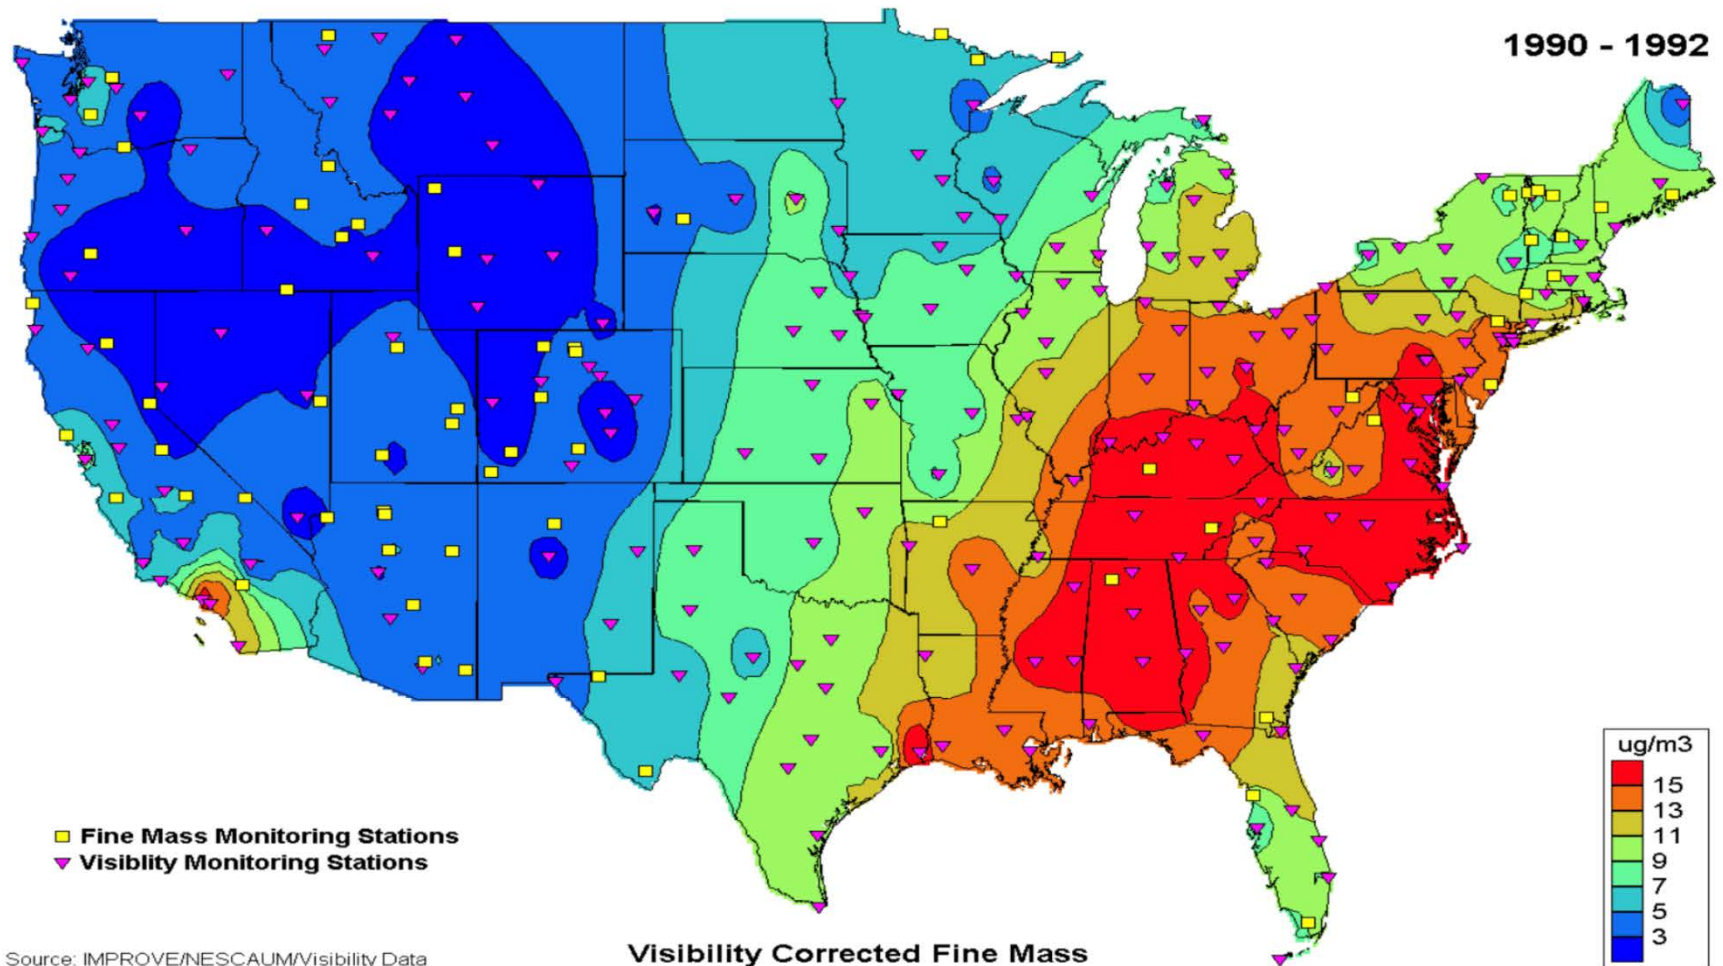 1990 - 1992
ug/m3
15
13
11
9
7
5
3
Fine Mass Monitoring Stations
Visiblity Monitoring Stations
Source: IMPROVE/NESCAUM/Visibility Data
Visibility Corrected Fine Mass